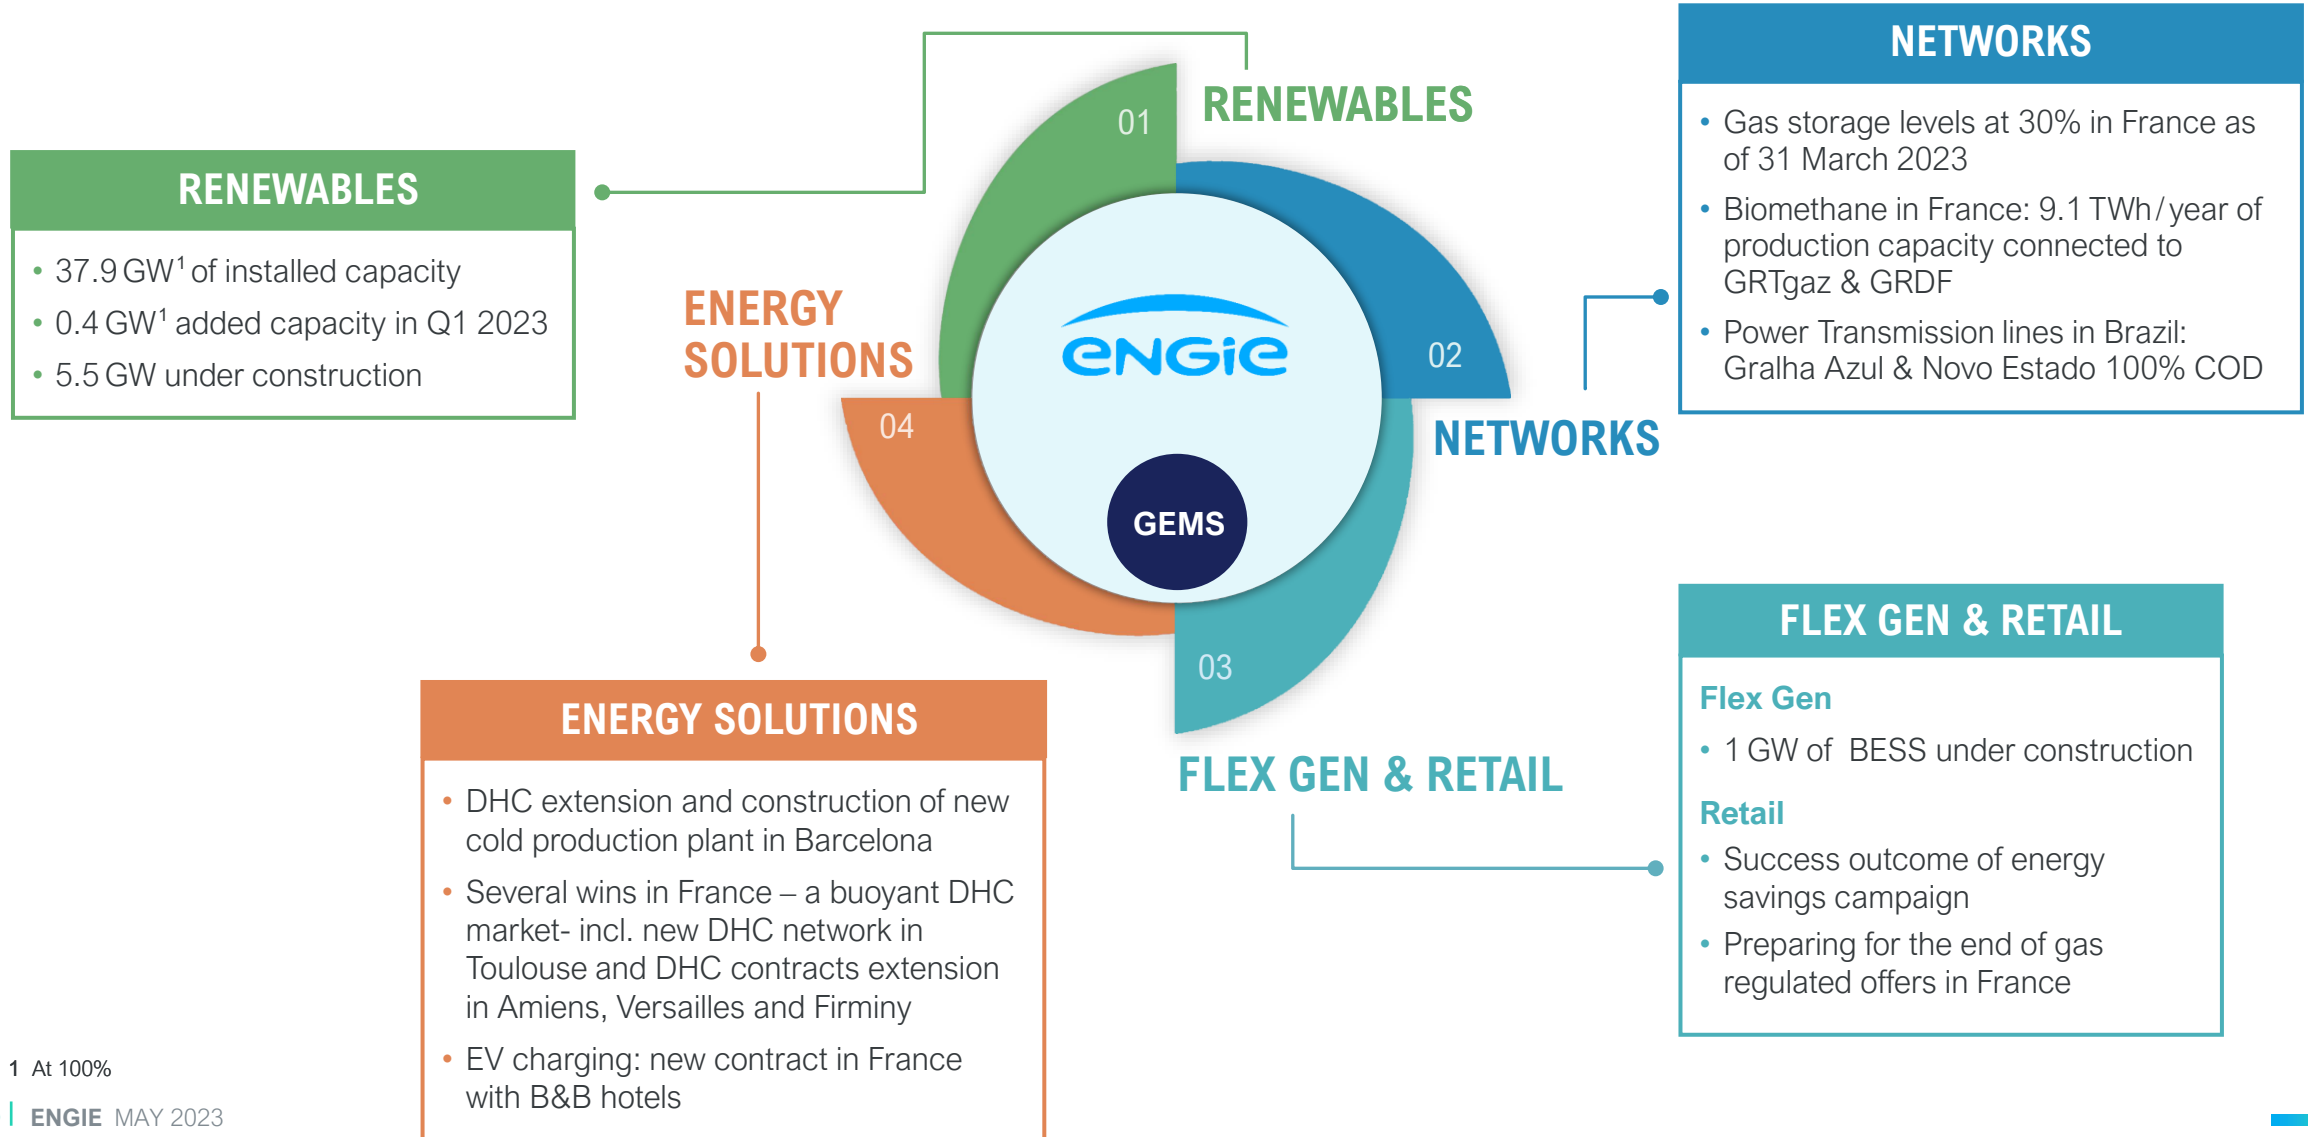 RENEWABLES
• 37.9 GW¹ of installed capacity
• 0.4 GW¹ added capacity in Q1 2023
• 5.5 GW under construction
01
RENEWABLES
02
NETWORKS
03
FLEX GEN & RETAIL
04
ENERGY
SOLUTIONS
ENGIE
GEMS
NETWORKS
• Gas storage levels at 30% in France as
of 31 March 2023
• Biomethane in France: 9.1 TWh/year of
production capacity connected to
GRTgaz & GRDF
• Power Transmission lines in Brazil:
Gralha Azul & Novo Estado 100% COD
FLEX GEN & RETAIL
Flex Gen
• 1 GW of BESS under construction
Retail
• Success outcome of energy
savings campaign
• Preparing for the end of gas
regulated offers in France
ENERGY SOLUTIONS
• DHC extension and construction of new
cold production plant in Barcelona
• Several wins in France – a buoyant DHC
market- incl. new DHC network in
Toulouse and DHC contracts extension
in Amiens, Versailles and Firminy
• EV charging: new contract in France
with B&B hotels
1 At 100%
ENGIE MAY 2023